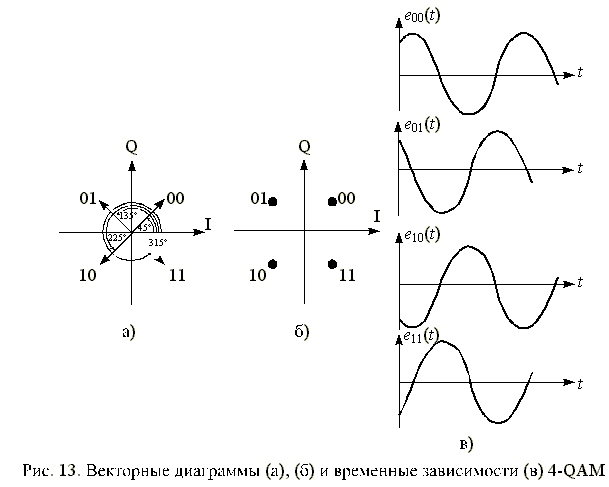 e00(t)
t
e01(t)
t
Q
01
00
135°
45°
225°
315°
I
10
11
а)
Q
01
00
I
10
11
б)
e10(t)
t
e11(t)
t
в)
Рис. 13. Векторные диаграммы (а), (б) и временные зависимости (в) 4-QAM